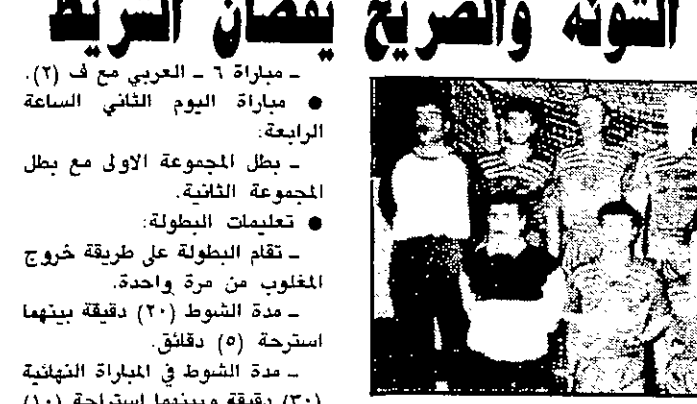 الشونه والصريح يقصان الشريط
ـ مباراة ٦ ـ العربي مع ف (٢).
● مباراة اليوم الثاني الساعة
الرابعة:
ـ بطل المجموعة الاولى مع بطل
المجموعة الثانية.
● تعليمات البطولة:
ـ تقام البطولة على طريقة خروج
المغلوب من مرة واحدة.
ـ مدة الشوط (٢٠) دقيقة بينهما
استرحة (٥) دقائق.
ـ مدة الشوط في المباراة النهائية
(٣٠) دقيقة وبينهما استراحة (١٠)